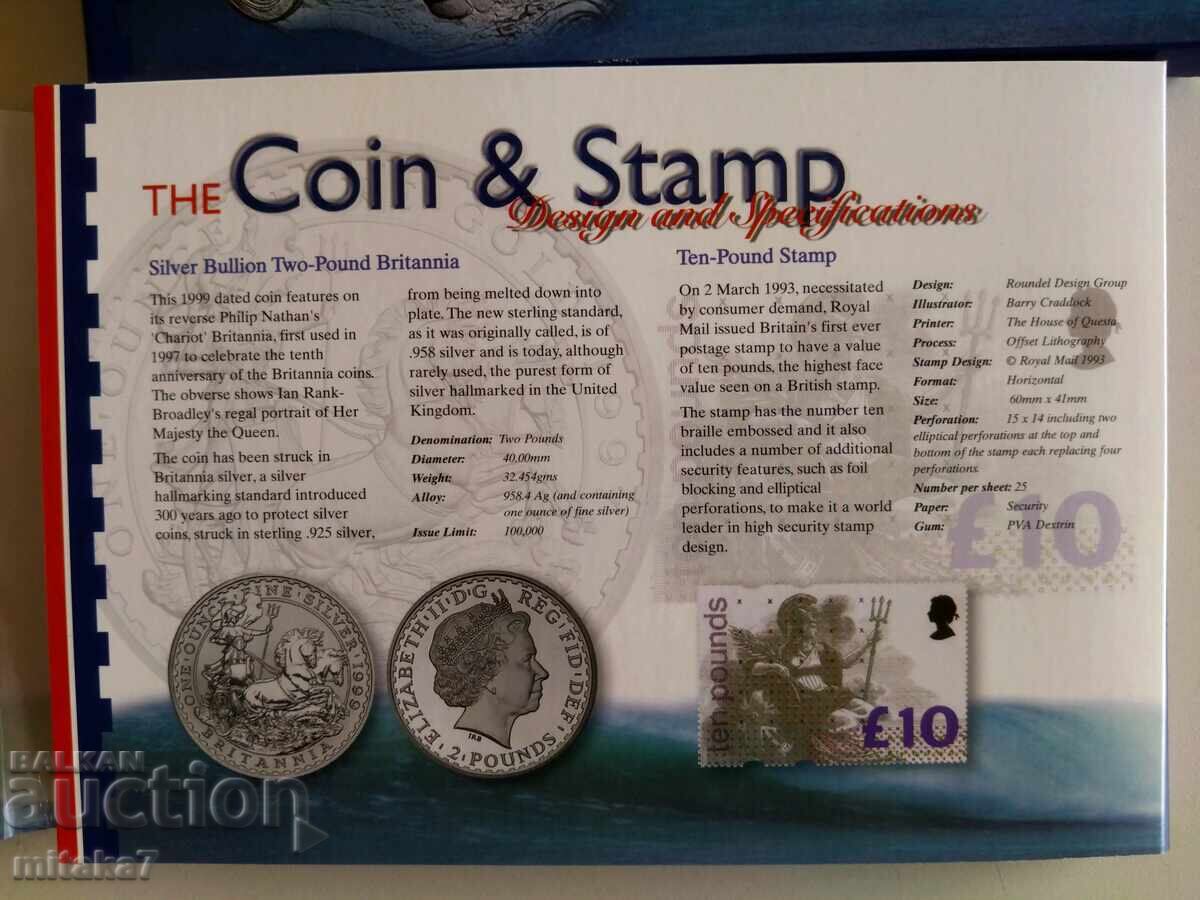 THE Coin & Stamp
Design and Specifications
Silver Bullion Two-Pound Britannia
This 1999 dated coin features on
its reverse Philip Nathan's
'Chariot' Britannia, first used in
1997 to celebrate the tenth
anniversary of the Britannia coins.
The obverse shows Ian Rank-
Broadley's regal portrait of Her
Majesty the Queen.
The coin has been struck in
Britannia silver, a silver
hallmarking standard introduced
300 years ago to protect silver
coins, struck in sterling .925 silver,
from being melted down into
plate. The new sterling standard,
as it was originally called, is of
.958 silver and is today, although
rarely used, the purest form of
silver hallmarked in the United
Kingdom.
Denomination: Two Pounds
Diameter: 40.00mm
Weight: 32.454gms
Alloy: 958.4 Ag (and containing
one ounce of fine silver)
Issue Limit: 100,000
Ten-Pound Stamp
On 2 March 1993, necessitated
by consumer demand, Royal
Mail issued Britain's first ever
postage stamp to have a value
of ten pounds, the highest face
value seen on a British stamp.
The stamp has the number ten
braille embossed and it also
includes a number of additional
security features, such as foil
blocking and elliptical
perforations, to make it a world
leader in high security stamp
design.
Design: Roundel Design Group
Illustrator: Barry Craddock
Printer: The House of Questa
Process: Offset Lithography
Stamp Design: © Royal Mail 1993
Format: Horizontal
Size: 60mm x 41mm
Perforation: 15 x 14 including two
elliptical perforations at the top and
bottom of the stamp each replacing four
perforations.
Number per sheet: 25
Paper: Security
Gum: PVA Dextrin
£10
ONE OUNCE FINE SILVER 1999
BRITANNIA
ELIZABETH·II·D·G REG·FID·DEF
IRB
2 POUNDS
ten pounds
£10
BALKAN
auction
mitaka7